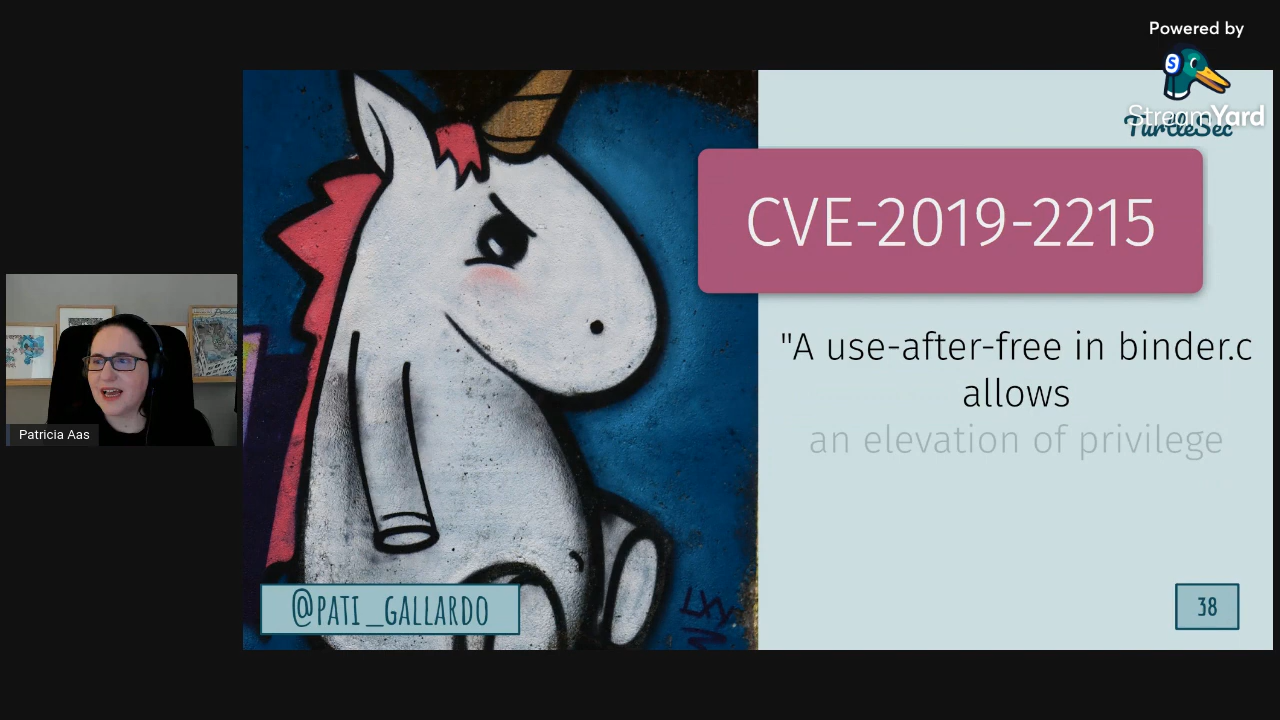 Powered by
StreamYard
TurtleSec
CVE-2019-2215
"A use-after-free in binder.c
allows
an elevation of privilege
Patricia Aas
@pati_gallardo
LXY
38